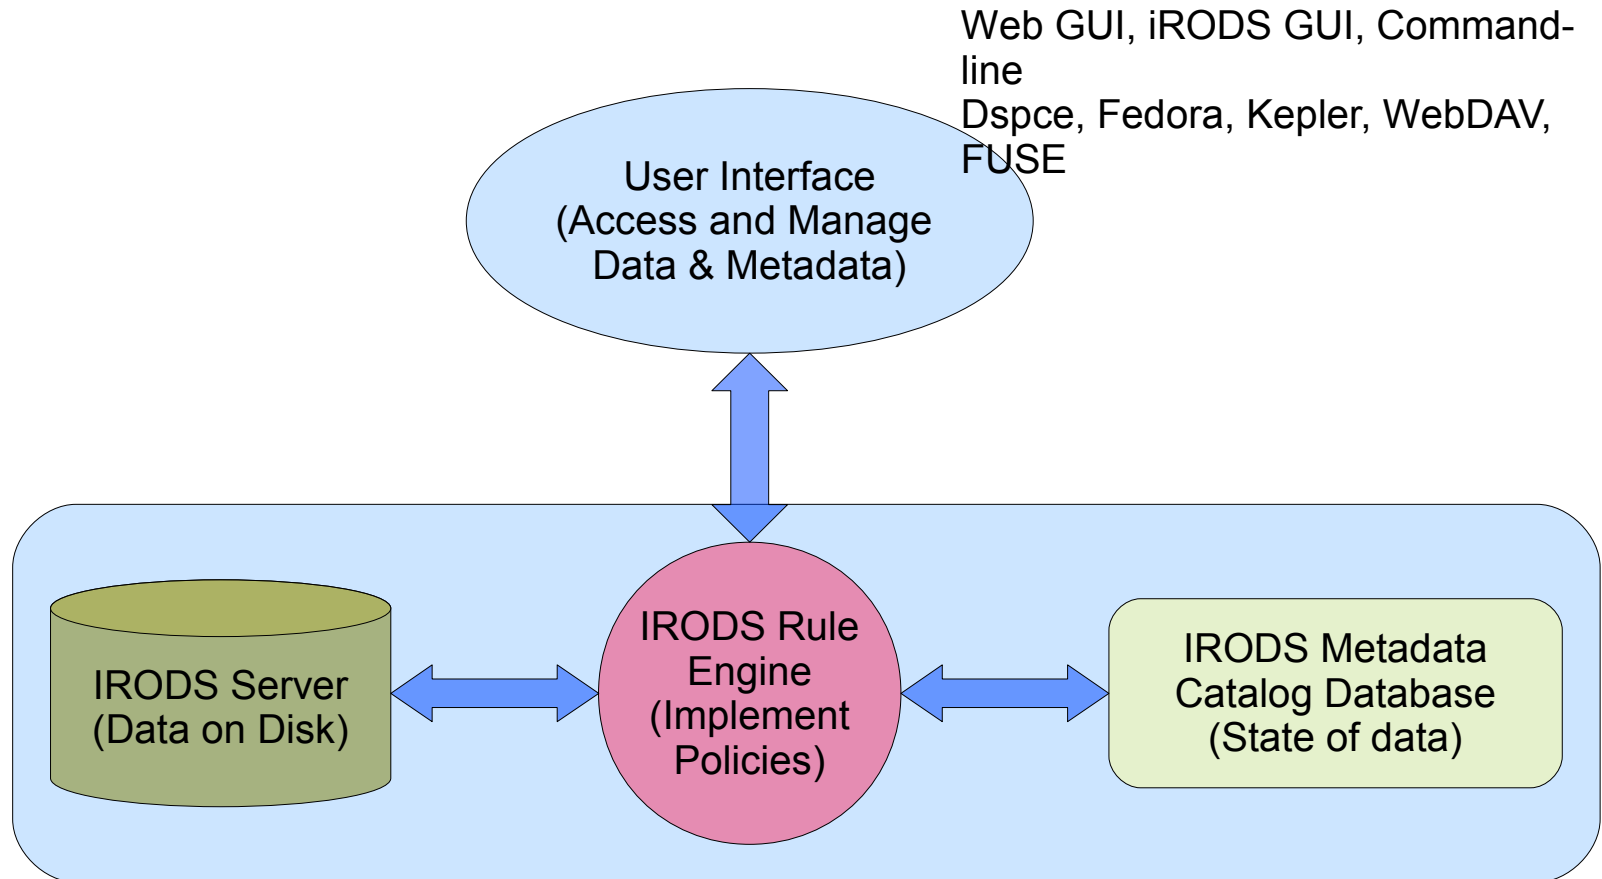 Web GUI, iRODS GUI, Command-
line
Dspce, Fedora, Kepler, WebDAV,
FUSE
User Interface
(Access and Manage
Data & Metadata)
IRODS Server
(Data on Disk)
IRODS Rule
Engine
(Implement
Policies)
IRODS Metadata
Catalog Database
(State of data)